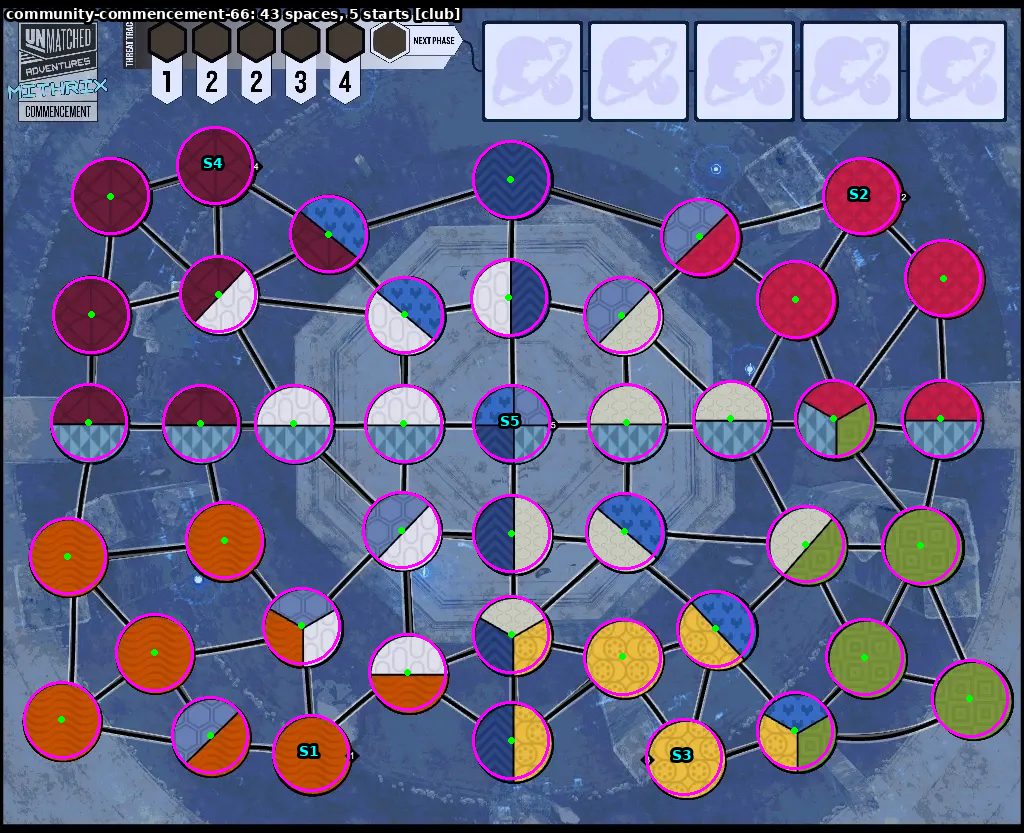 community-commencement-66: 43 spaces, 5 starts [club]
UNMATCHED
ADVENTURES
MITHRIX
COMMENCEMENT
THREAT TRAC
NEXT PHASE
1 2 2 3 4
S4 4
S2 2
S5 5
S1 1
S3